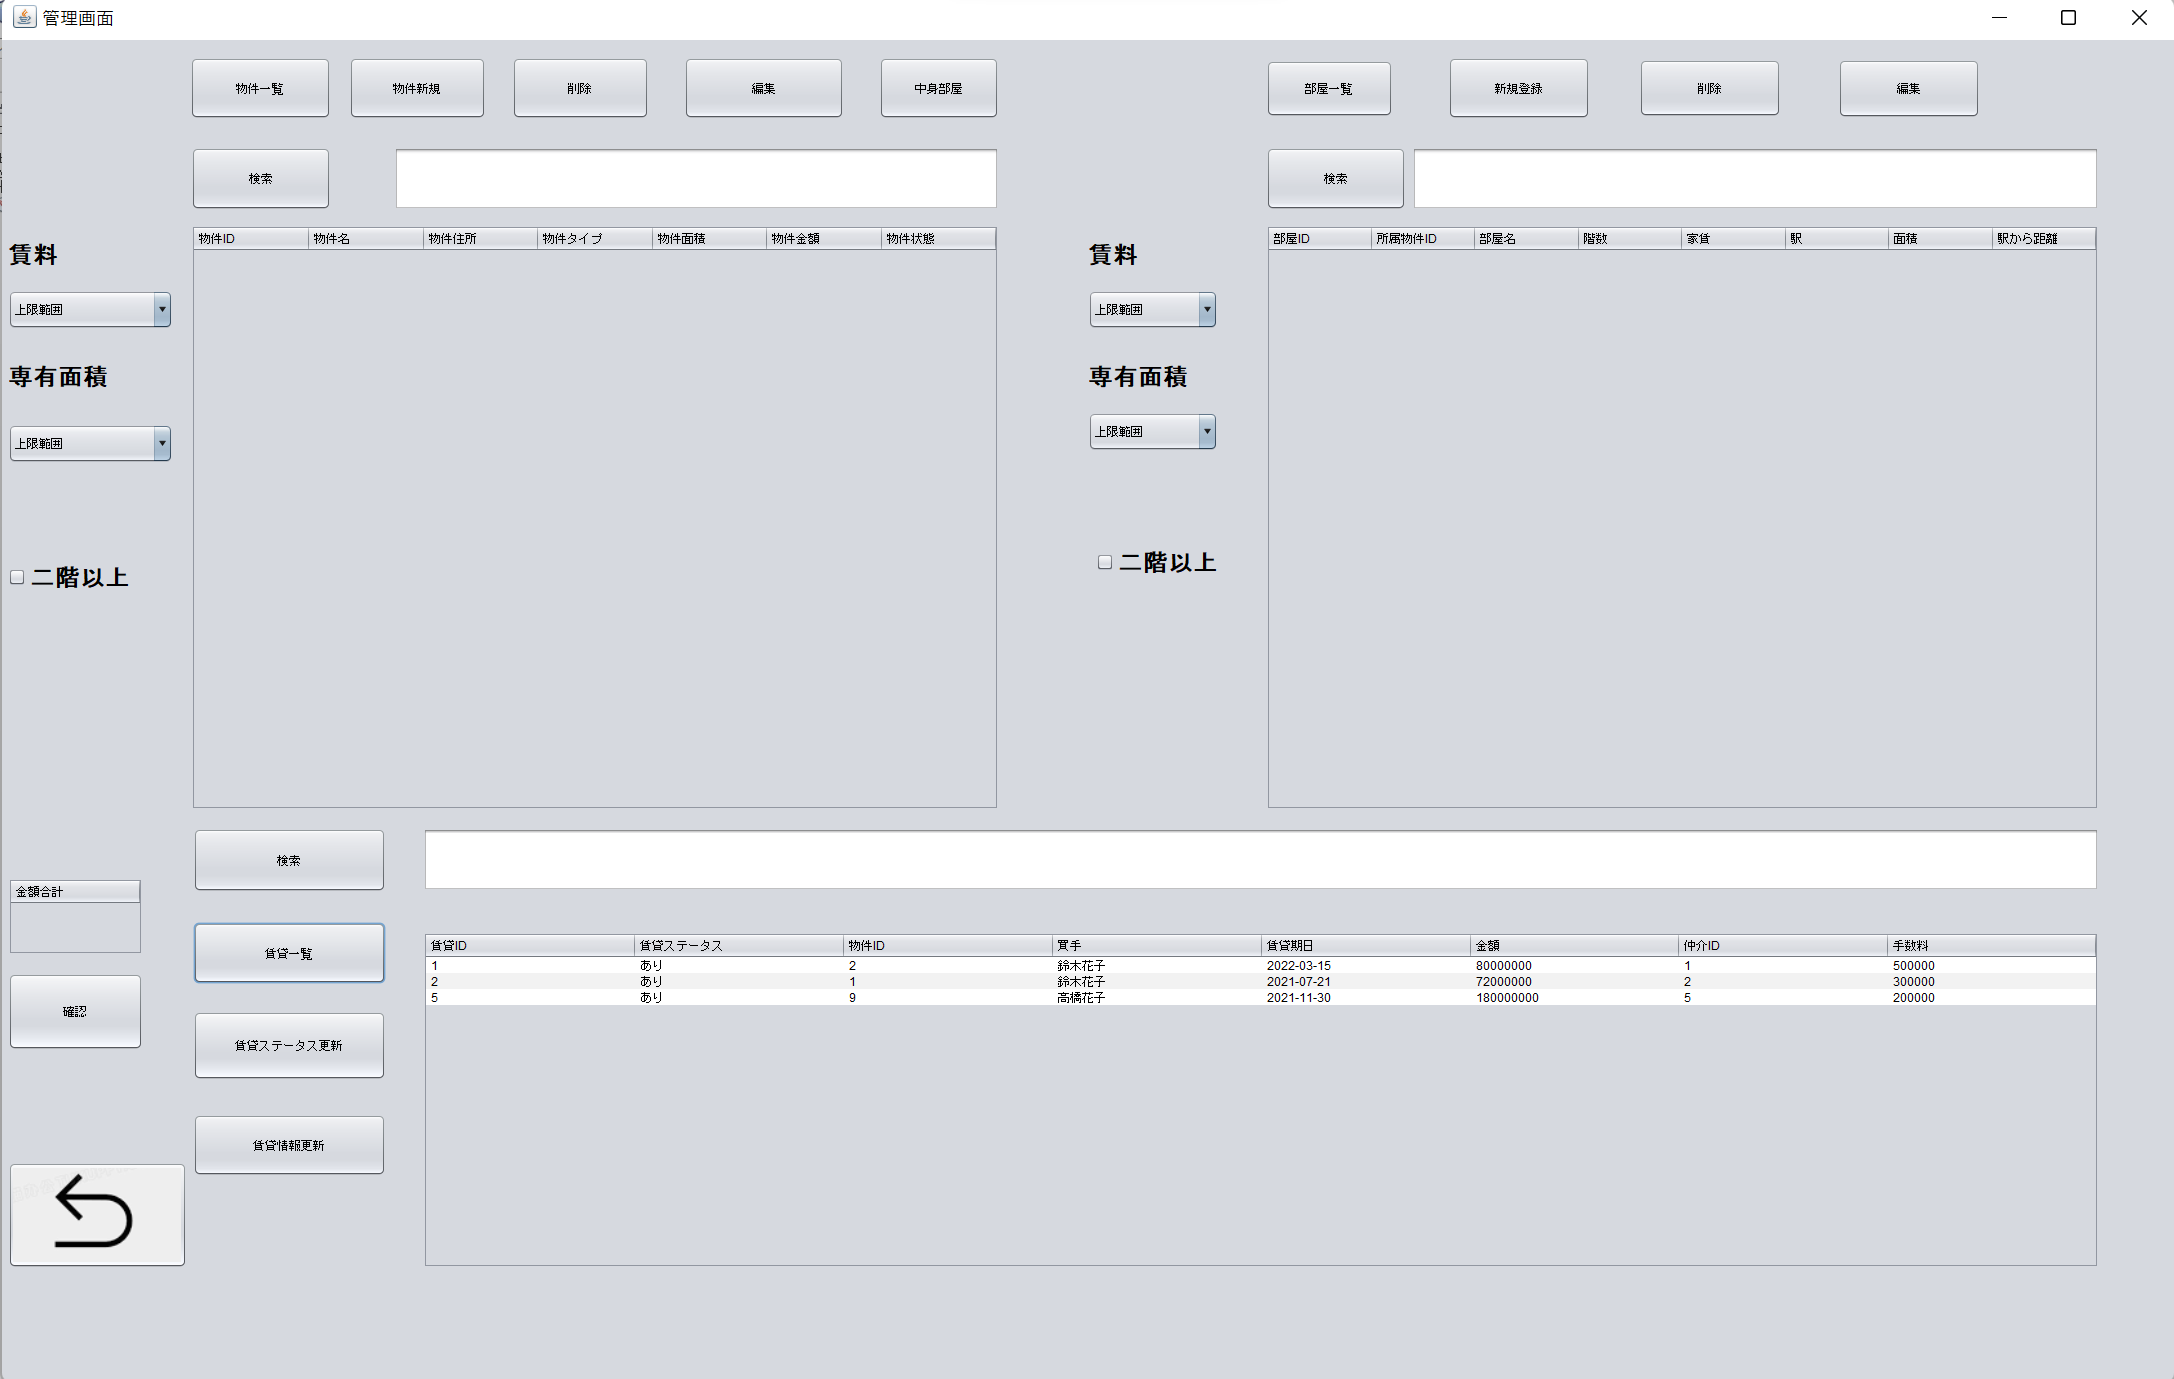 管理画面
物件一覧 物件新規 削除 編集 中身部屋 部屋一覧 新規登録 削除 編集
検索 検索
物件ID 物件名 物件住所 物件タイプ 物件面積 物件金額 物件状態
部屋ID 所属物件ID 部屋名 階数 家賃 駅 面積 駅から距離
賃料 賃料
上限範囲 上限範囲
専有面積 専有面積
上限範囲 上限範囲
二階以上 二階以上
検索
金額合計
賃貸一覧
確認
賃貸ステータス更新
賃貸情報更新
賃貸ID 賃貸ステータス 物件ID 買手 賃貸期日 金額 仲介ID 手数料
1 あり 2 鈴木花子 2022-03-15 80000000 1 500000
2 あり 1 鈴木花子 2021-07-21 72000000 2 300000
5 あり 9 高橋花子 2021-11-30 180000000 5 200000